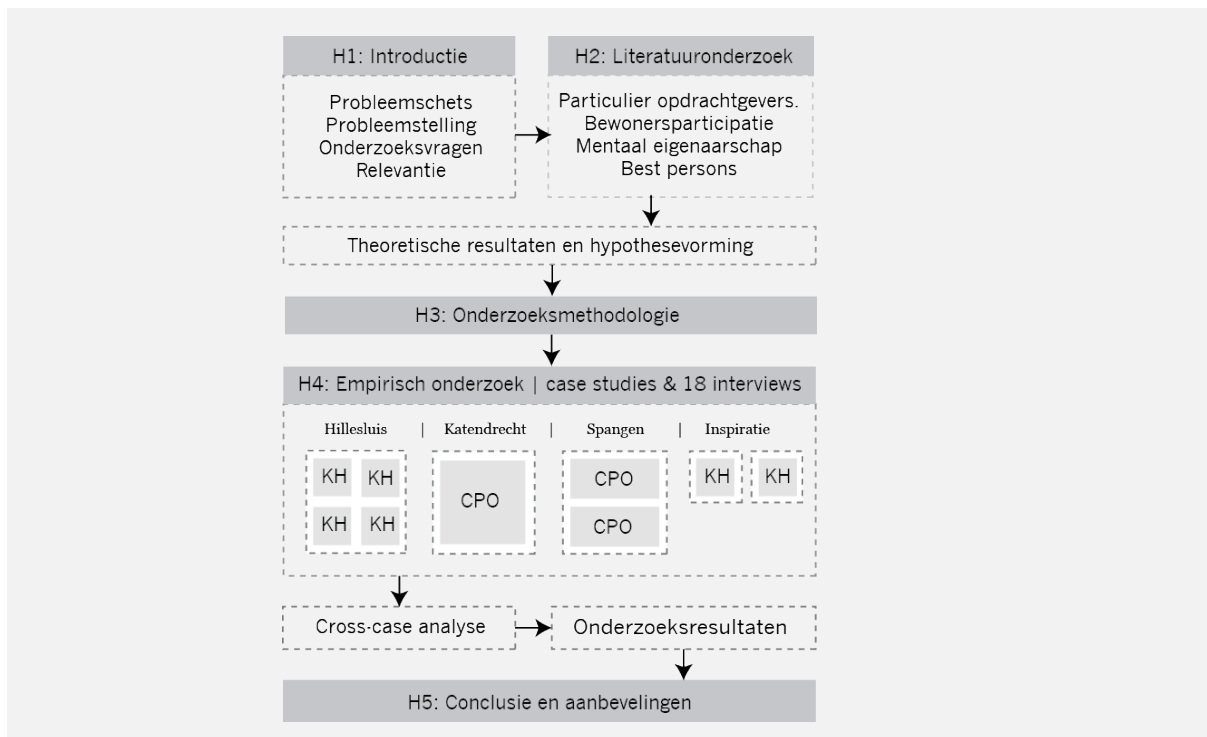 H1: Introductie
Probleemschets
Probleemstelling
Onderzoeksvragen
Relevantie
H2: Literatuuronderzoek
Particulier opdrachtgevers.
Bewonersparticipatie
Mentaal eigenaarschap
Best persons
Theoretische resultaten en hypothesevorming
H3: Onderzoeksmethodologie
H4: Empirisch onderzoek | case studies & 18 interviews
Hillesluis | Katendrecht | Spangen | Inspiratie
KH KH
KH KH
CPO
CPO
CPO
KH KH
Cross-case analyse
Onderzoeksresultaten
H5: Conclusie en aanbevelingen